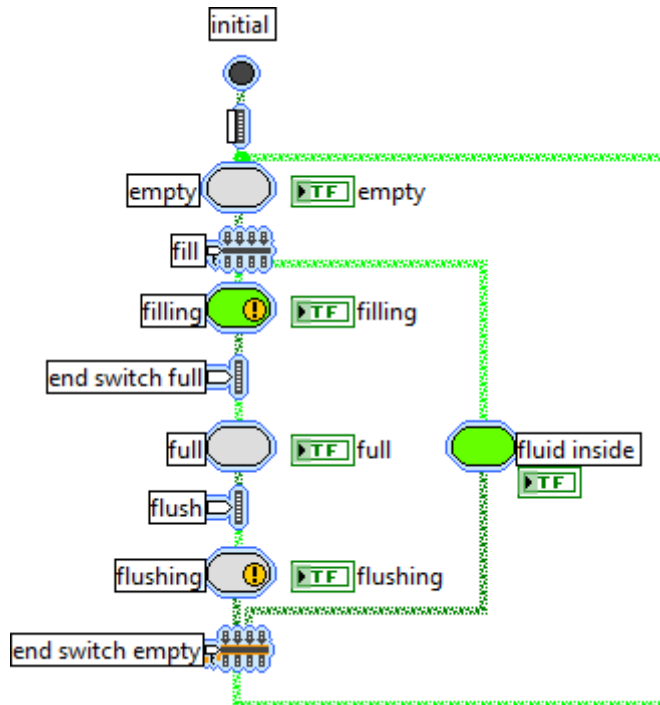 initial
empty
TF empty
fill
filling
!
TF filling
end switch full
full
TF full
fluid inside
TF
flush
flushing
!
TF flushing
end switch empty